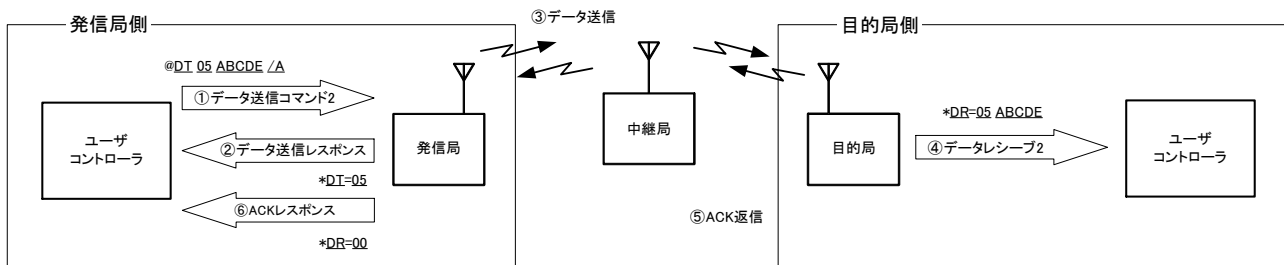 発信局側
@DT 05 ABCDE /A
①データ送信コマンド2
ユーザ
コントローラ
②データ送信レスポンス
*DT=05
⑥ACKレスポンス
*DR=00
発信局
③データ送信
中継局
⑤ACK返信
目的局側
目的局
*DR=05 ABCDE
④データレシーブ2
ユーザ
コントローラ